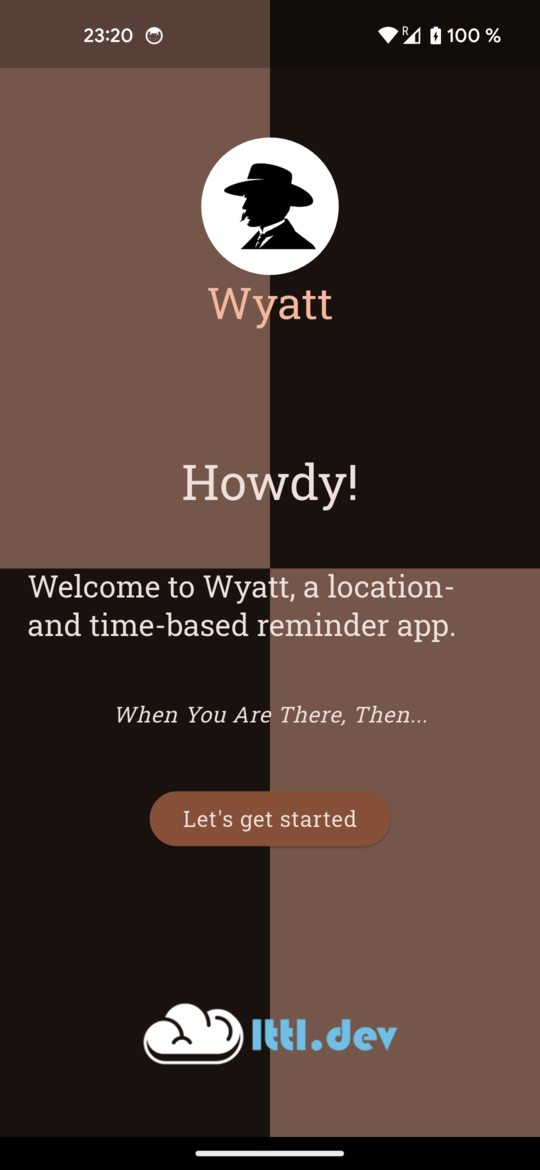 23:20
R
100 %
Wyatt
Howdy!
Welcome to Wyatt, a location-
and time-based reminder app.
When You Are There, Then...
Let's get started
lttl.dev